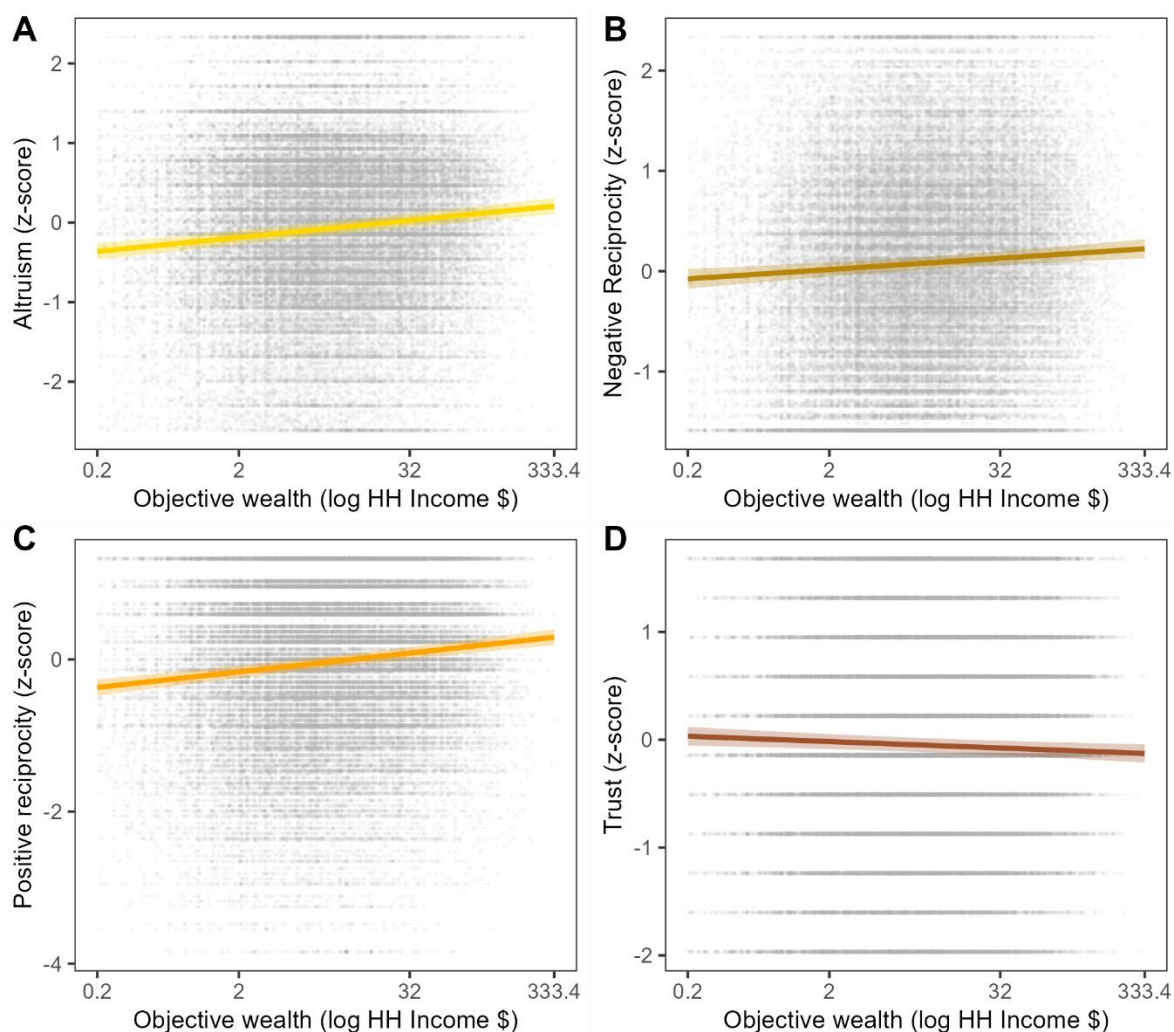 A
B
Altruism (z-score)
2
1
0
-1
-2
0.2 2 32 333.4
Objective wealth (log HH Income $)
Negative Reciprocity (z-score)
2
1
0
-1
0.2 2 32 333.4
Objective wealth (log HH Income $)
C
D
Positive reciprocity (z-score)
0
-2
-4
0.2 2 32 333.4
Objective wealth (log HH Income $)
Trust (z-score)
1
0
-1
-2
0.2 2 32 333.4
Objective wealth (log HH Income $)